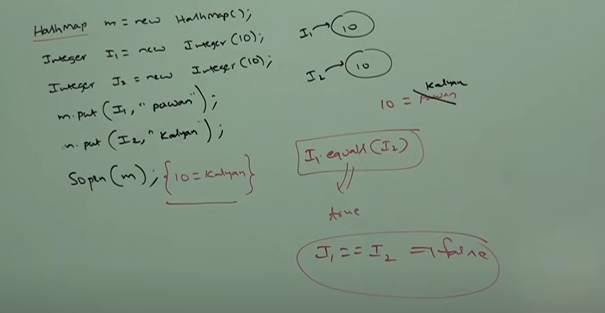 HashMap m = new HashMap();
Integer I1 = new Integer(10);
Integer I2 = new Integer(10);
m.put(I1, "pawan");
m.put(I2, "Kalyan");
Sopln(m); {10=Kalyan}
I1 → 10
I2 → 10
Kalyan
10 = pawan
I1.equals(I2)
true
I1 == I2 ⇒ false